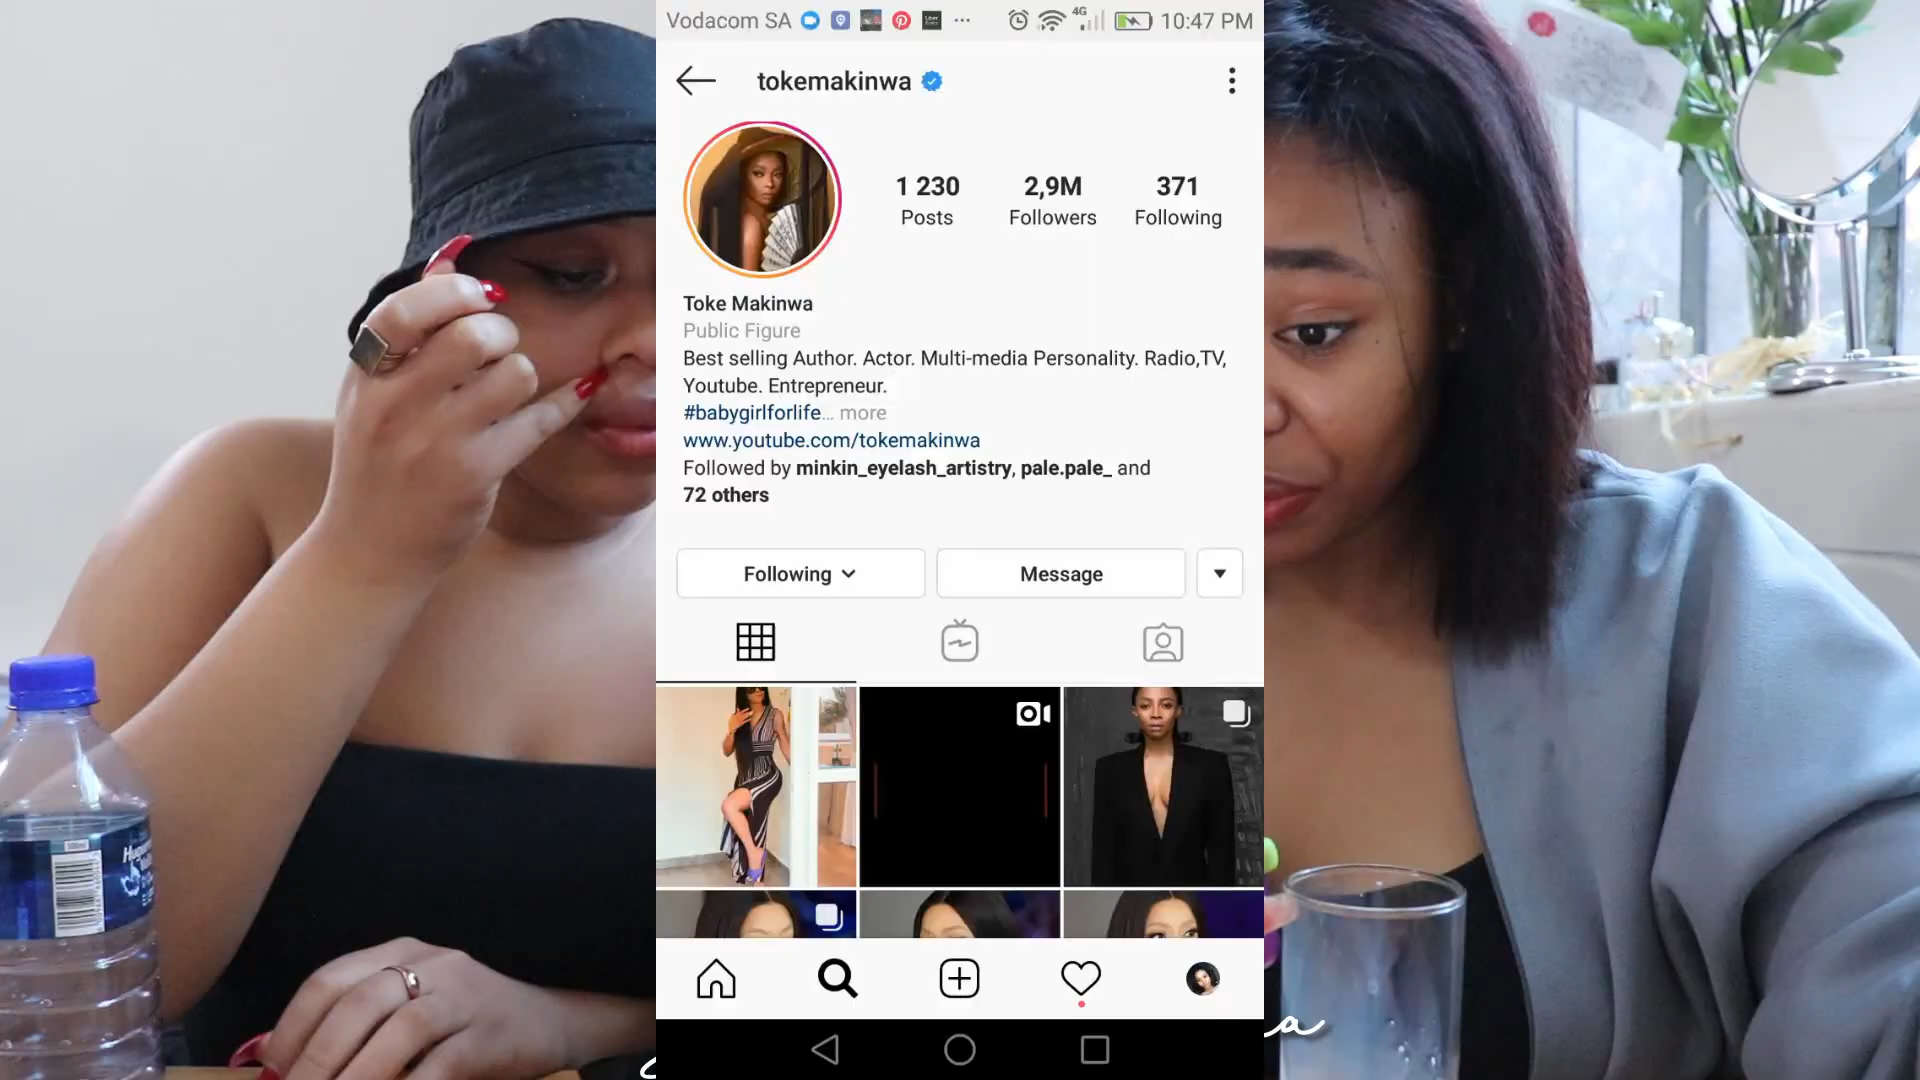 Vodacom SA
4G
10:47 PM
tokemakinwa
1 230
2,9M
371
Posts
Followers
Following
Toke Makinwa
Public Figure
Best selling Author. Actor. Multi-media Personality. Radio,TV,
Youtube. Entrepreneur.
#babygirlforlife... more
www.youtube.com/tokemakinwa
Followed by minkin_eyelash_artistry, pale.pale_ and
72 others
Following
Message